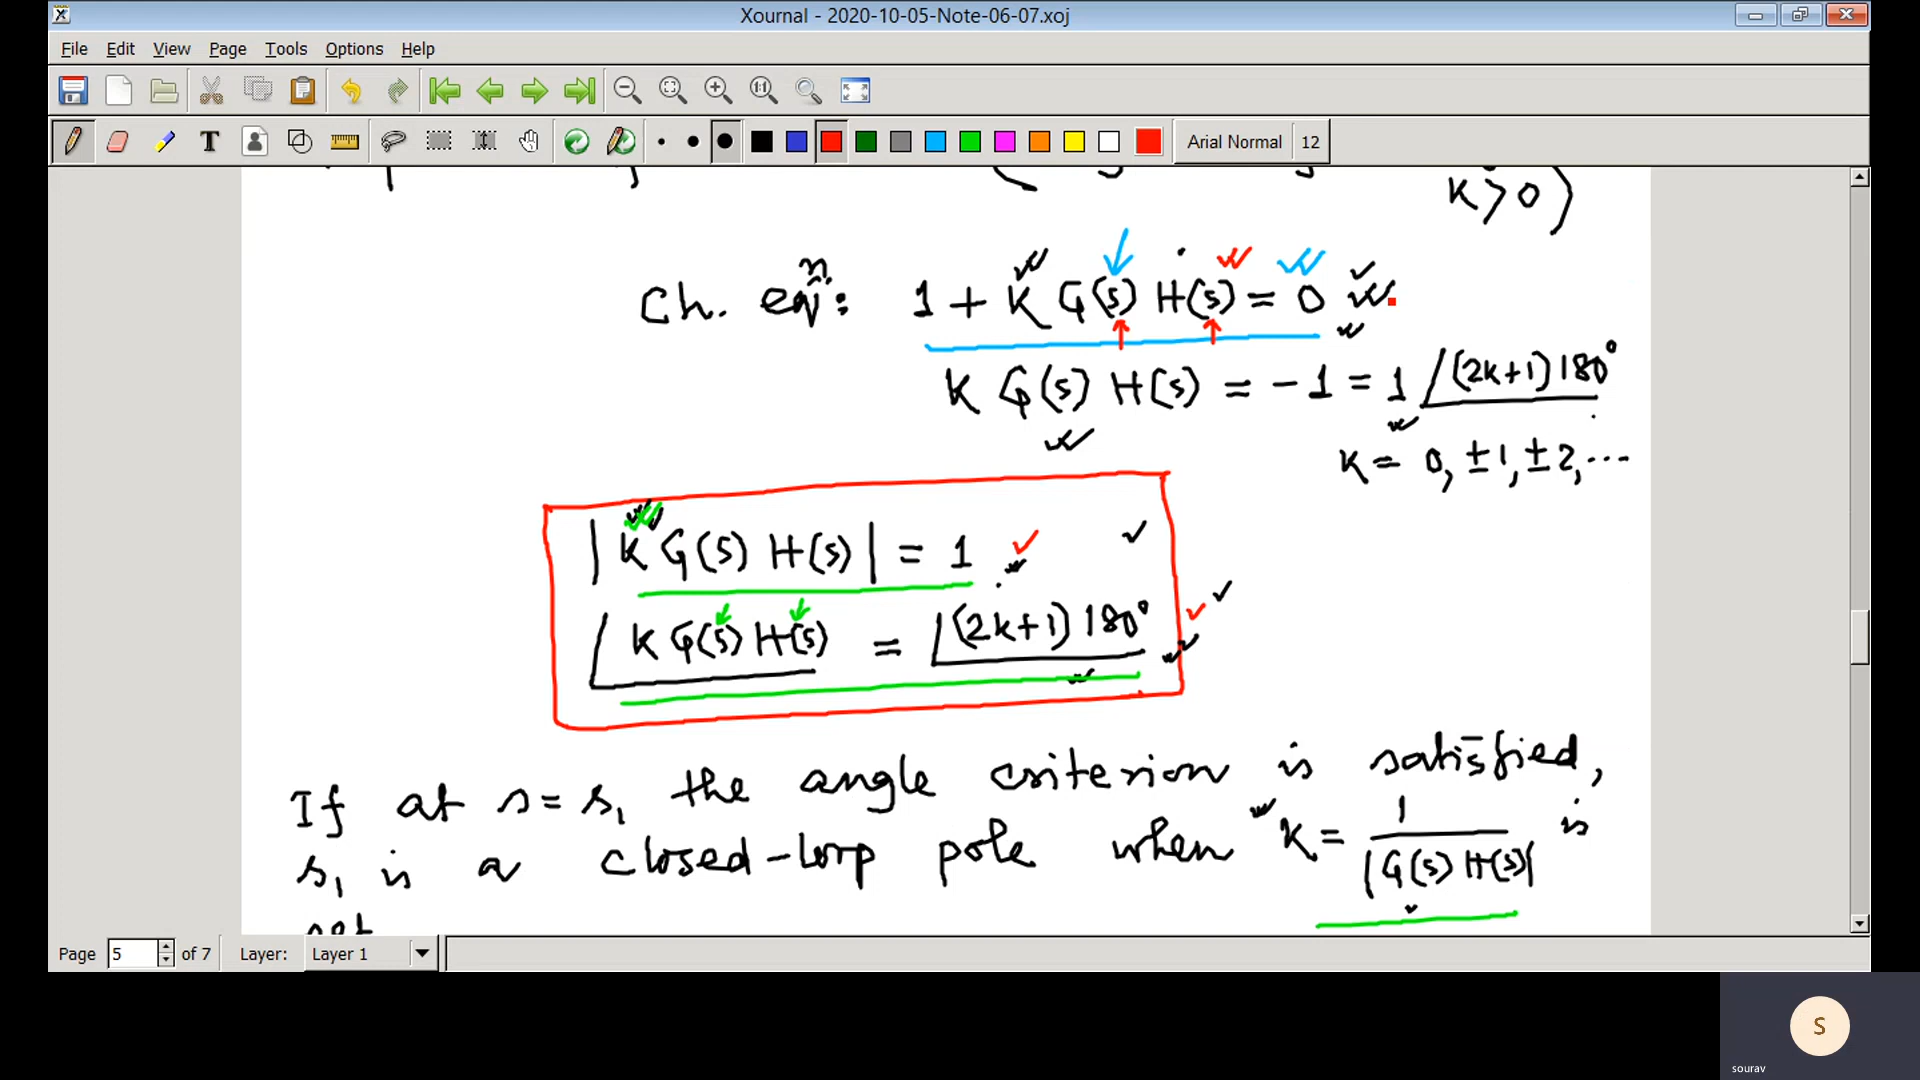 Xournal - 2020-10-05-Note-06-07.xoj
File Edit View Page Tools Options Help
Arial Normal 12
K > 0)
Ch. eqⁿ: 1 + K G(s) H(s) = 0
K G(s) H(s) = -1 = 1 /(2k+1) 180°
K = 0, ±1, ±2, ...
|K G(s) H(s)| = 1
/K G(s) H(s) = /(2k+1) 180°
If at s = s₁ the angle criterion is satisfied,
s₁ is a closed-loop pole when K = 1 / |G(s) H(s)| is
set
Page 5 of 7 Layer: Layer 1
S
sourav